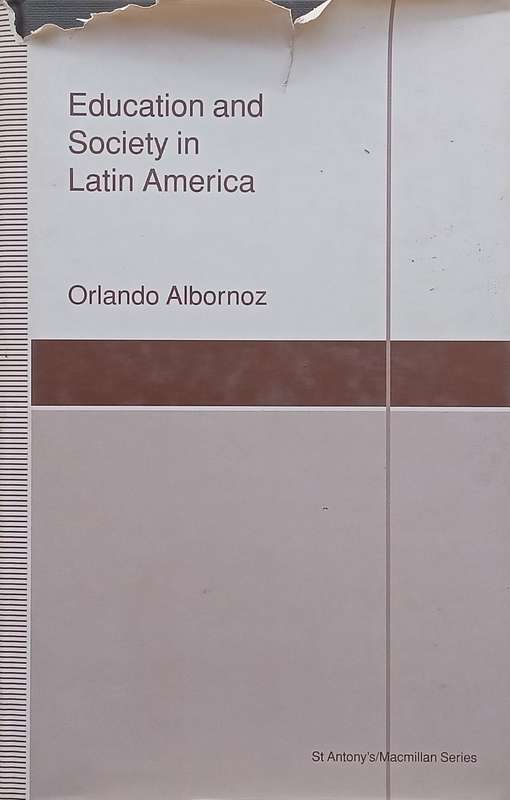 Education and
Society in
Latin America
Orlando Albornoz
St Antony's/Macmillan Series